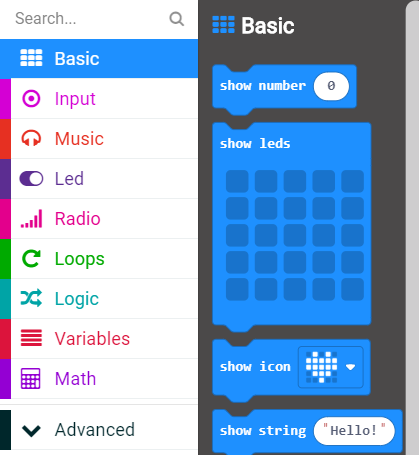 Search...
Basic
Input
Music
Led
Radio
Loops
Logic
Variables
Math
Advanced
Basic
show number 0
show leds
show icon
show string "Hello!"